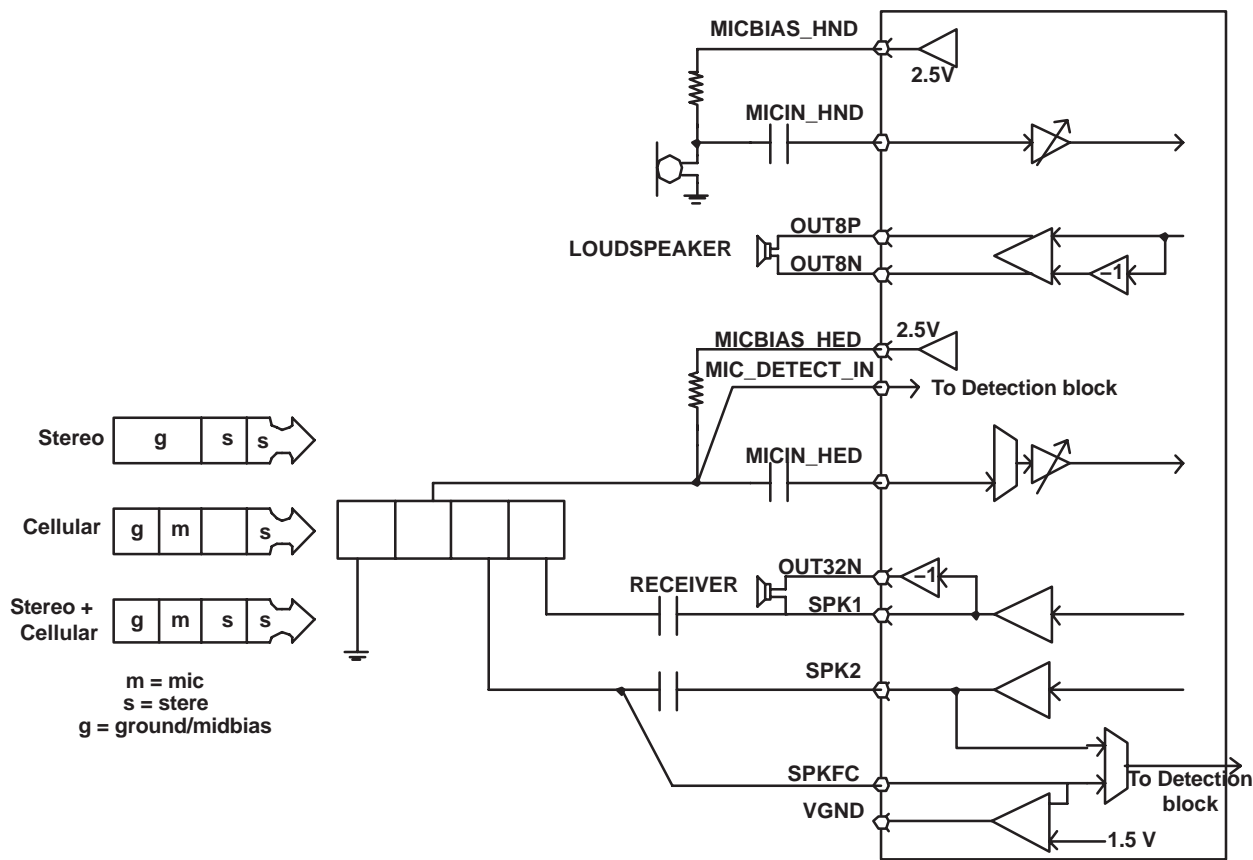 MICBIAS_HND
2.5V
MICIN_HND
OUT8P
LOUDSPEAKER
OUT8N
–1
MICBIAS_HED
2.5V
MIC_DETECT_IN
To Detection block
Stereo
g
s
s
MICIN_HED
Cellular
g
m
s
OUT32N
–1
RECEIVER
SPK1
Stereo +
Cellular
g
m
s
s
SPK2
m = mic
s = stere
g = ground/midbias
SPKFC
To Detection
block
VGND
1.5 V